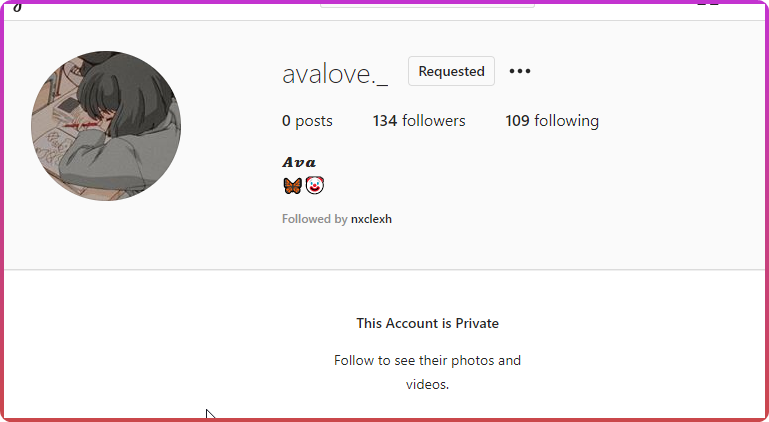 avalove._ Requested •••
0 posts 134 followers 109 following
Ava
🦋🤡
Followed by nxclexh
This Account is Private
Follow to see their photos and
videos.